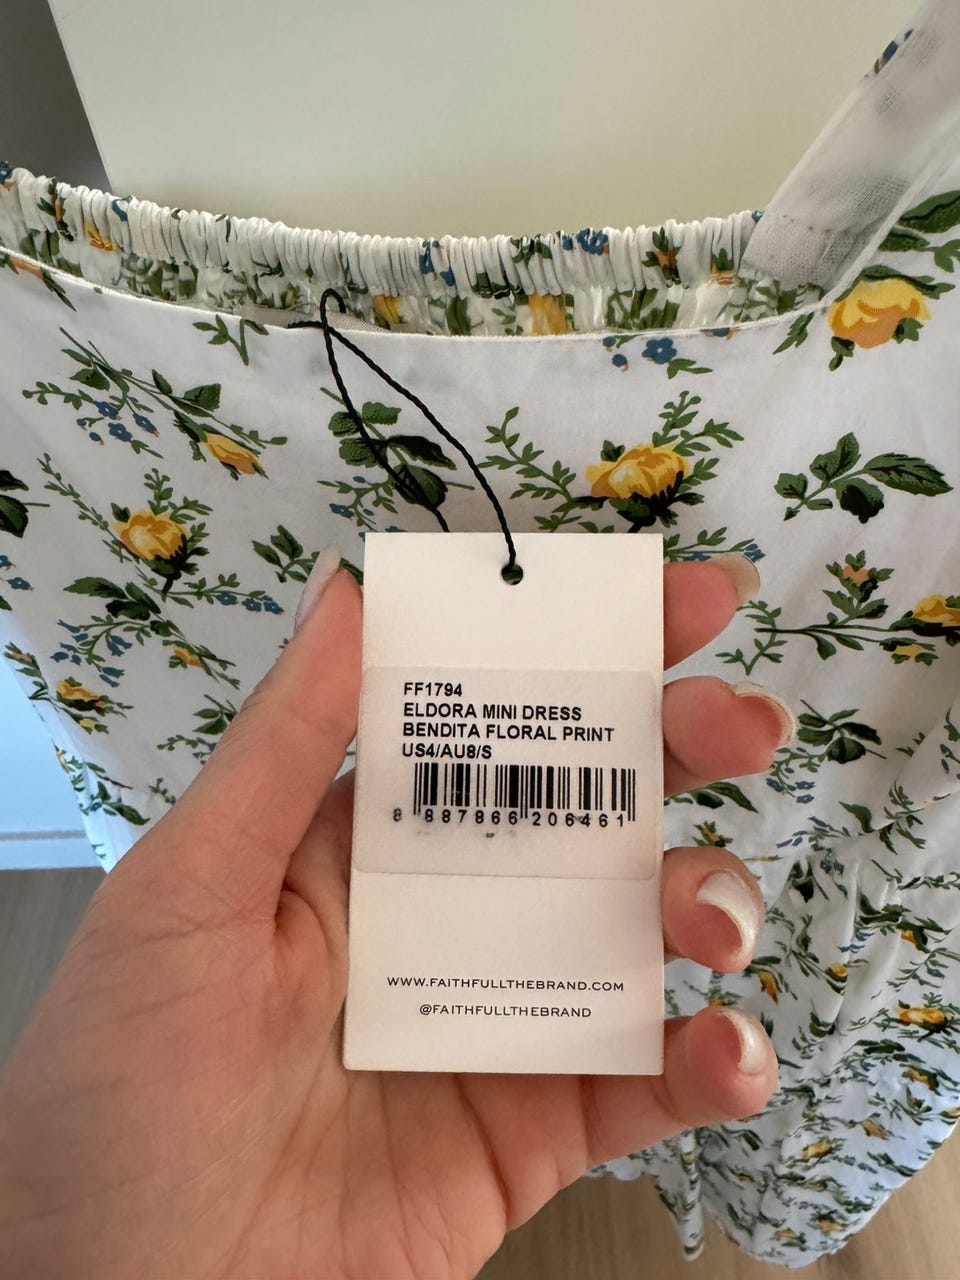 FF1794
ELDORA MINI DRESS
BENDITA FLORAL PRINT
US4/AU8/S
8 887866 206461
WWW.FAITHFULLTHEBRAND.COM
@FAITHFULLTHEBRAND